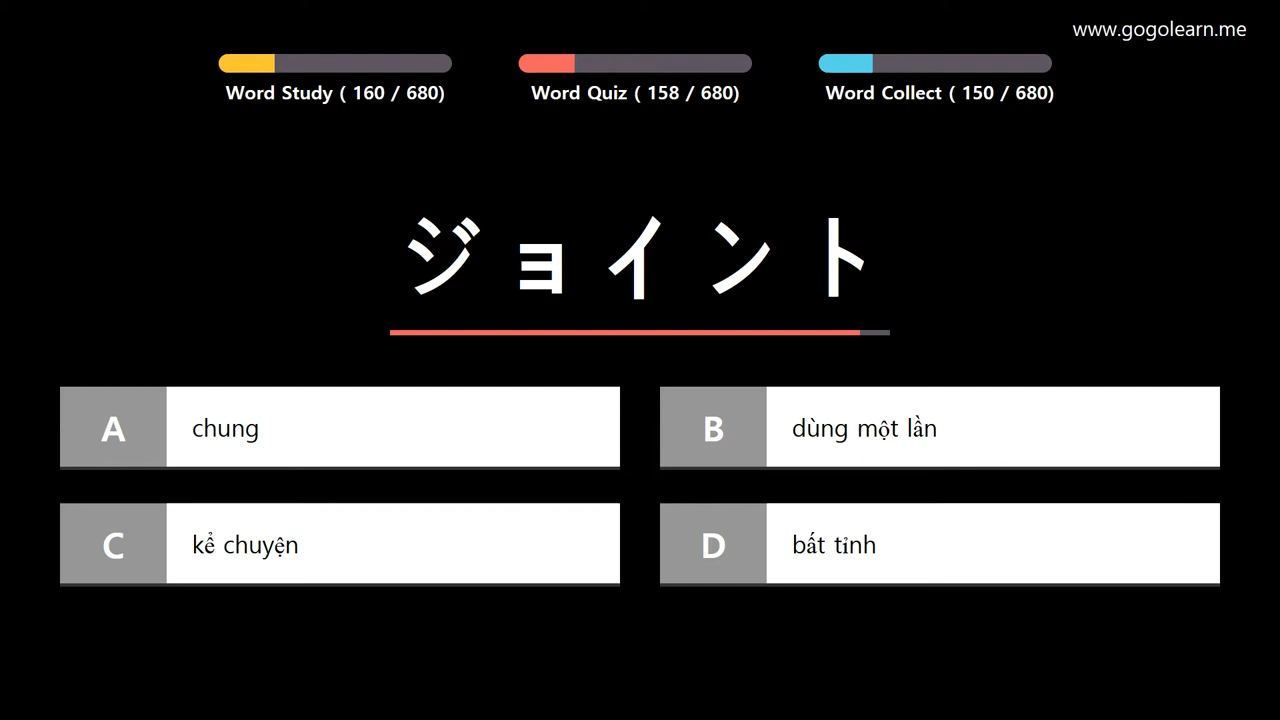 www.gogolearn.me
Word Study ( 160 / 680)
Word Quiz ( 158 / 680)
Word Collect ( 150 / 680)
ジョイント
A chung
B dùng một lần
C kể chuyện
D bất tỉnh